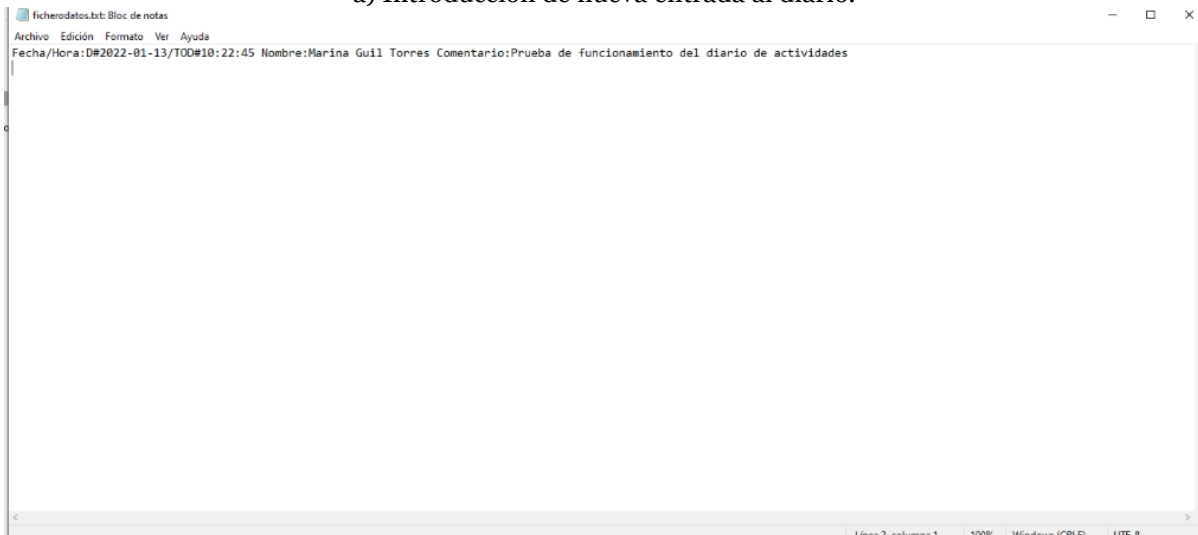 a) Introducción de nueva entrada al diario.
ficherodatos.txt: Bloc de notas
Archivo Edición Formato Ver Ayuda
Fecha/Hora:D#2022-01-13/TOD#10:22:45 Nombre:Marina Guil Torres Comentario:Prueba de funcionamiento del diario de actividades
Línea 2, columna 1 100% Windows (CRLF) UTF-8